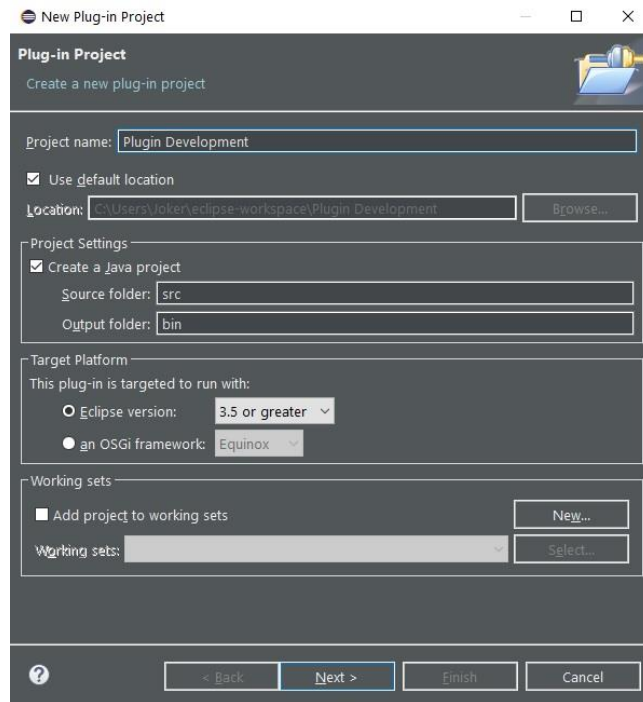 New Plug-in Project
Plug-in Project
Create a new plug-in project
Project name: Plugin Development
Use default location
Location: C:\Users\Joker\eclipse-workspace\Plugin Development Browse...
Project Settings
Create a Java project
Source folder: src
Output folder: bin
Target Platform
This plug-in is targeted to run with:
Eclipse version: 3.5 or greater
an OSGi framework: Equinox
Working sets
Add project to working sets New...
Working sets: Select...
? < Back Next > Finish Cancel